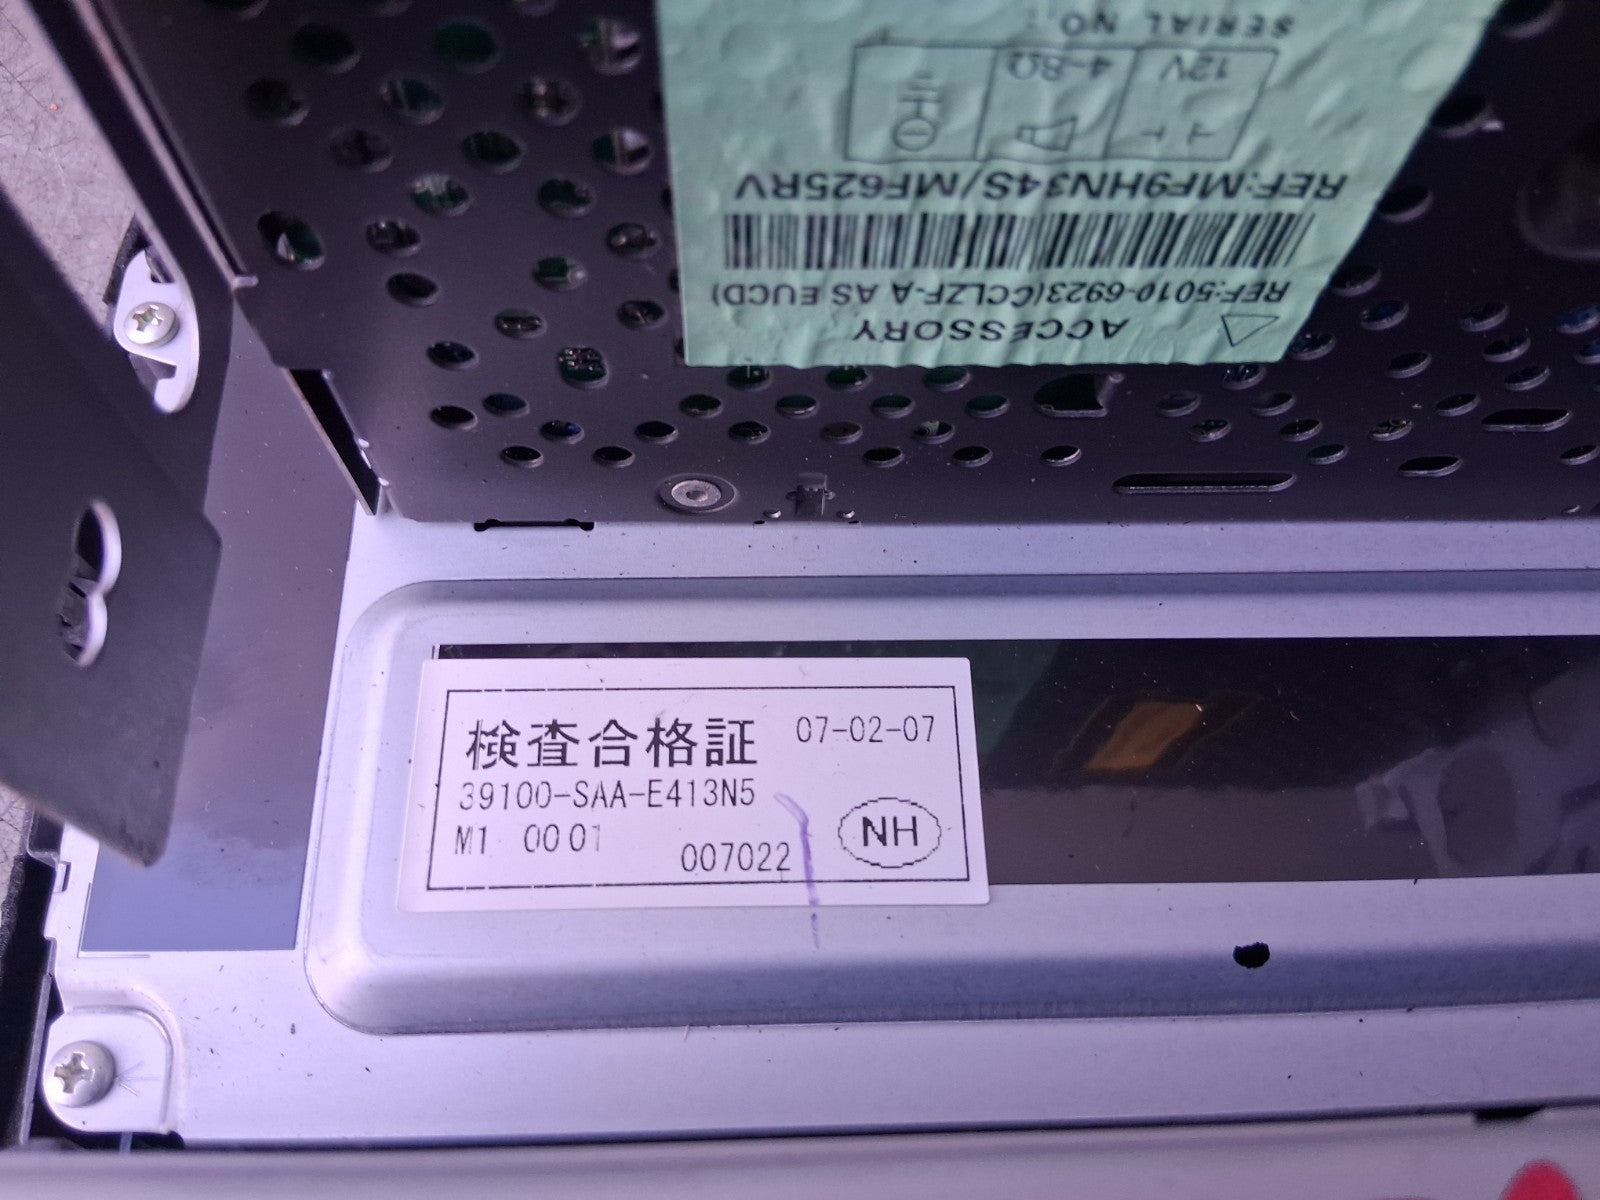 ACCESSORY
REF:5010-6923(CCLZF-A AS EUCD)
REF:MF9HN34S/MF625RV
12V 4-8Ω
SERIAL NO.:
検査合格証 07-02-07
39100-SAA-E413N5
M1 0001
007022
NH